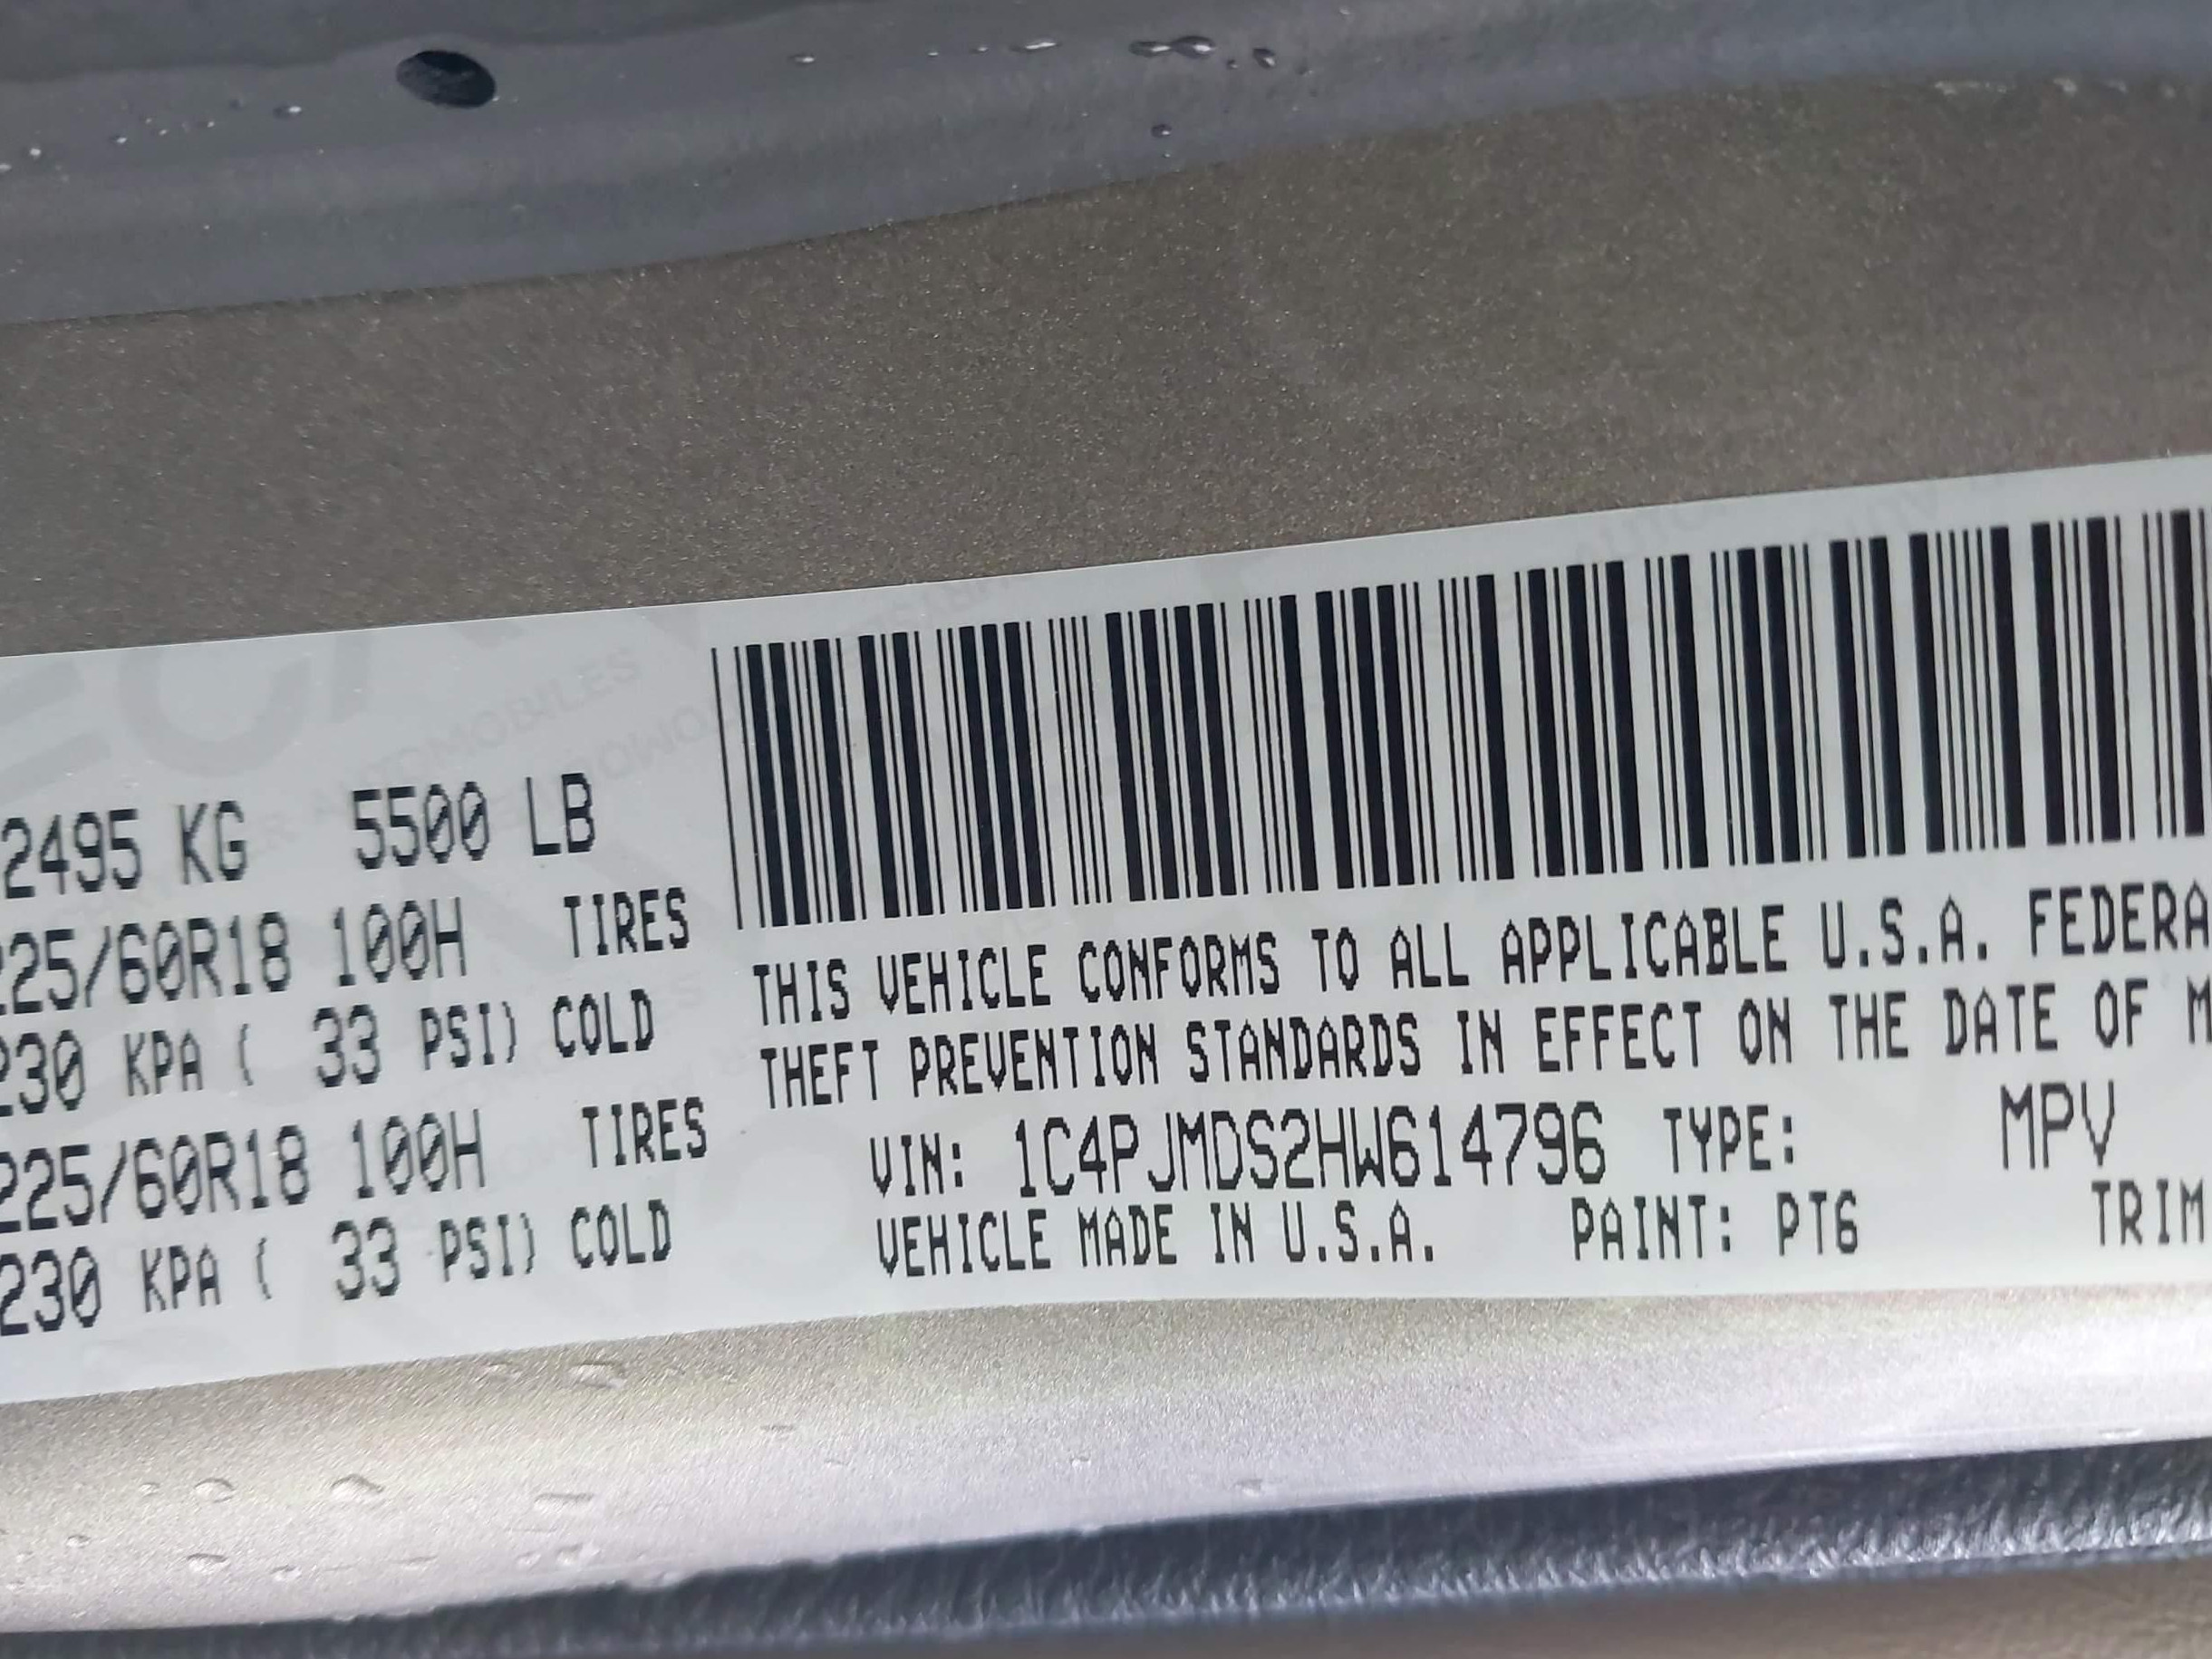 2495 KG 5500 LB
225/60R18 100H TIRES
230 KPA ( 33 PSI) COLD
225/60R18 100H TIRES
230 KPA ( 33 PSI) COLD
THIS VEHICLE CONFORMS TO ALL APPLICABLE U.S.A. FEDERA
THEFT PREVENTION STANDARDS IN EFFECT ON THE DATE OF M
VIN: 1C4PJMDS2HW614796 TYPE: MPV
VEHICLE MADE IN U.S.A. PAINT: PT6 TRIM
AUTOMOBILES